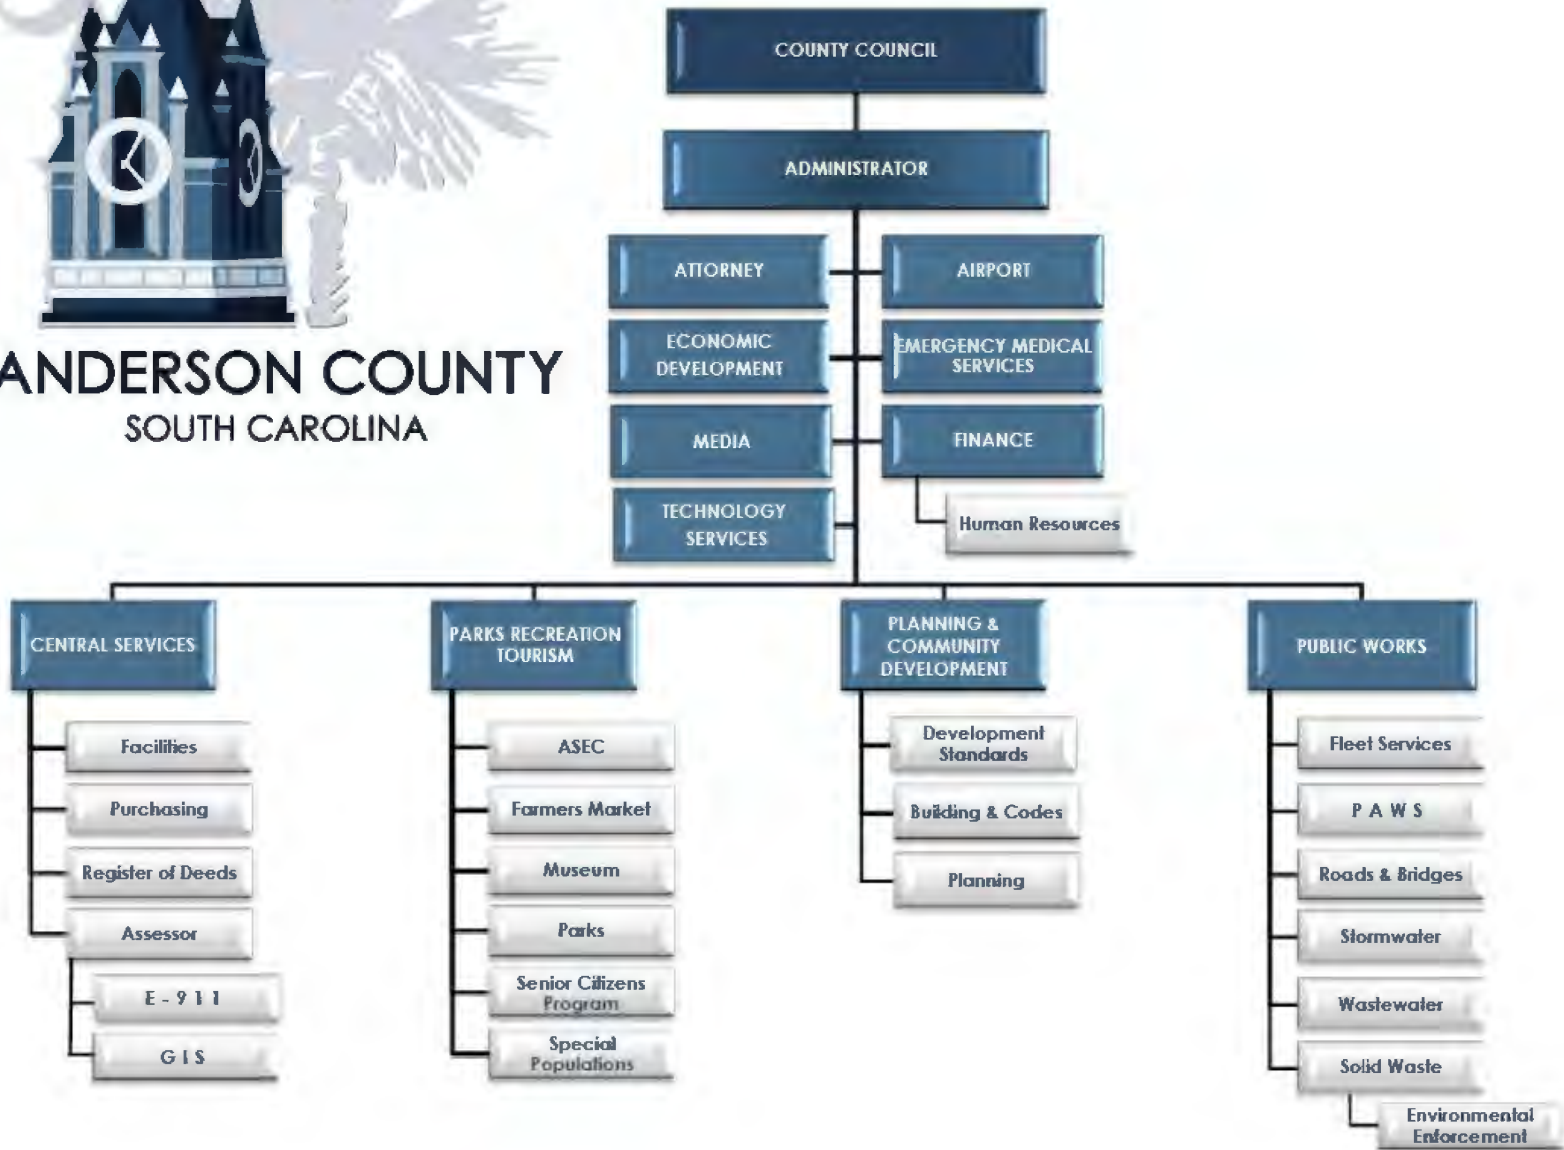 COUNTY COUNCIL
ADMINISTRATOR
ATTORNEY
AIRPORT
ECONOMIC
DEVELOPMENT
EMERGENCY MEDICAL
SERVICES
MEDIA
FINANCE
TECHNOLOGY
SERVICES
Human Resources
ANDERSON COUNTY
SOUTH CAROLINA
CENTRAL SERVICES
Facilities
Purchasing
Register of Deeds
Assessor
E - 9 1 1
G I S
PARKS RECREATION
TOURISM
ASEC
Farmers Market
Museum
Parks
Senior Citizens
Program
Special
Populations
PLANNING &
COMMUNITY
DEVELOPMENT
Development
Standards
Building & Codes
Planning
PUBLIC WORKS
Fleet Services
P A W S
Roads & Bridges
Stormwater
Wastewater
Solid Waste
Environmental
Enforcement